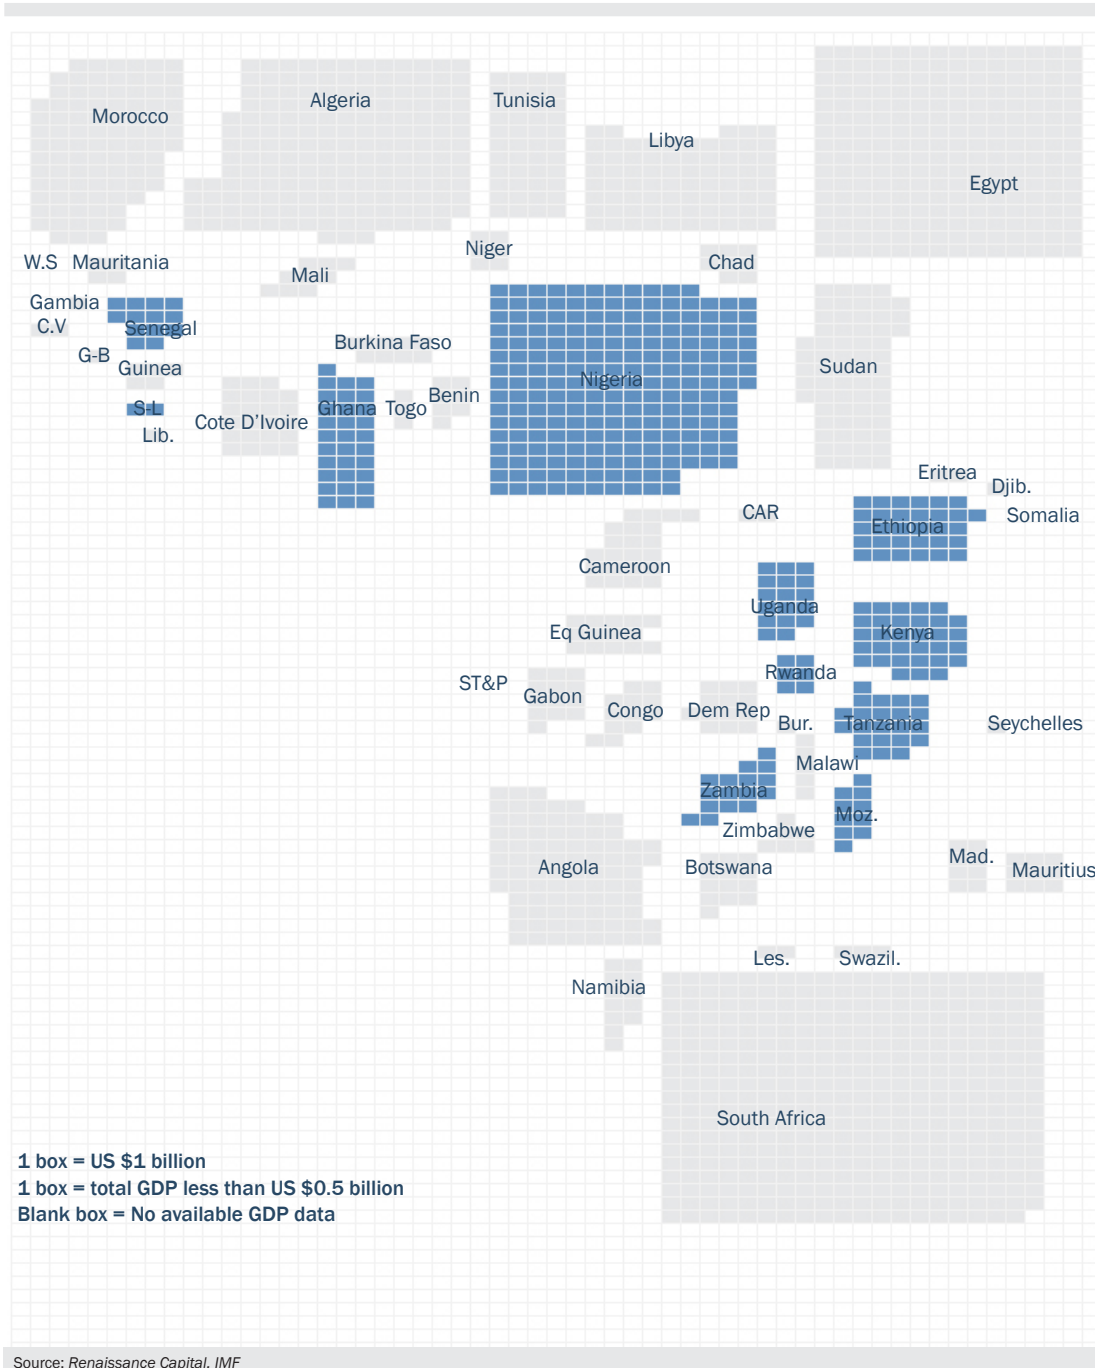 Morocco
Algeria
Tunisia
Libya
Egypt
W.S
Mauritania
Mali
Niger
Chad
Gambia
C.V
Senegal
G-B
Guinea
S-L
Lib.
Burkina Faso
Cote D’Ivoire
Ghana
Togo
Benin
Nigeria
Sudan
Eritrea
Djib.
CAR
Ethiopia
Somalia
Cameroon
Uganda
Eq Guinea
Kenya
ST&P
Gabon
Congo
Dem Rep
Rwanda
Bur.
Tanzania
Seychelles
Malawi
Zambia
Moz.
Zimbabwe
Angola
Botswana
Mad.
Mauritius
Les.
Swazil.
Namibia
South Africa
1 box = US $1 billion
1 box = total GDP less than US $0.5 billion
Blank box = No available GDP data
Source: Renaissance Capital, IMF